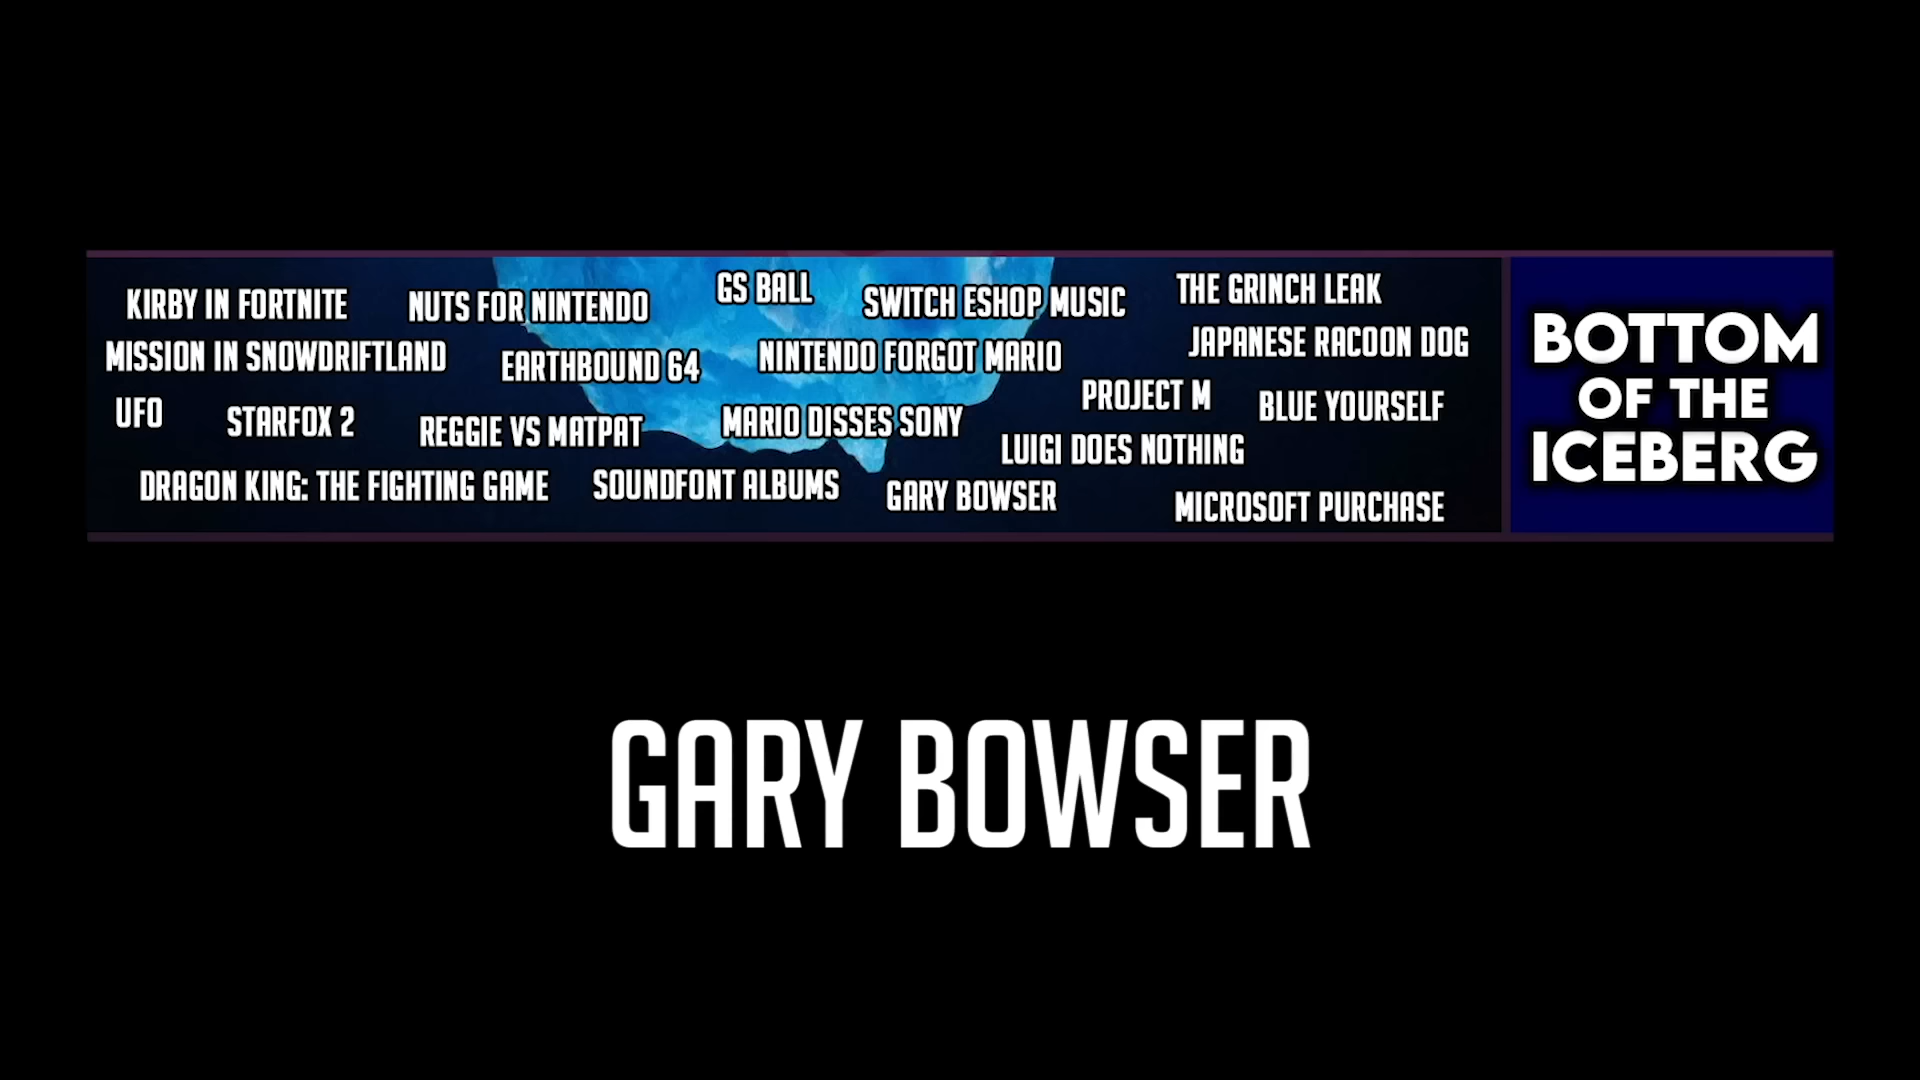 KIRBY IN FORTNITE
NUTS FOR NINTENDO
GS BALL
SWITCH ESHOP MUSIC
THE GRINCH LEAK
MISSION IN SNOWDRIFTLAND
EARTHBOUND 64
NINTENDO FORGOT MARIO
JAPANESE RACOON DOG
UFO
STARFOX 2
REGGIE VS MATPAT
MARIO DISSES SONY
PROJECT M
BLUE YOURSELF
LUIGI DOES NOTHING
DRAGON KING: THE FIGHTING GAME
SOUNDFONT ALBUMS
GARY BOWSER
MICROSOFT PURCHASE
BOTTOM
OF THE
ICEBERG
GARY BOWSER